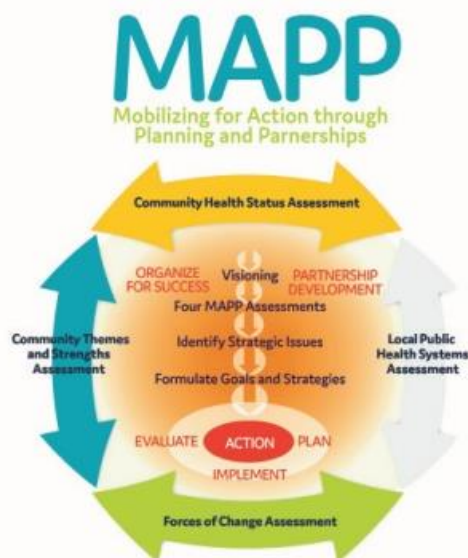 MAPP
Mobilizing for Action through
Planning and Parnerships
Community Health Status Assessment
ORGANIZE
FOR SUCCESS
Visioning
PARTNERSHIP
DEVELOPMENT
Four MAPP Assessments
Community Themes
and Strengths
Assessment
Identify Strategic Issues
Local Public
Health Systems
Assessment
Formulate Goals and Strategies
EVALUATE
ACTION
PLAN
IMPLEMENT
Forces of Change Assessment